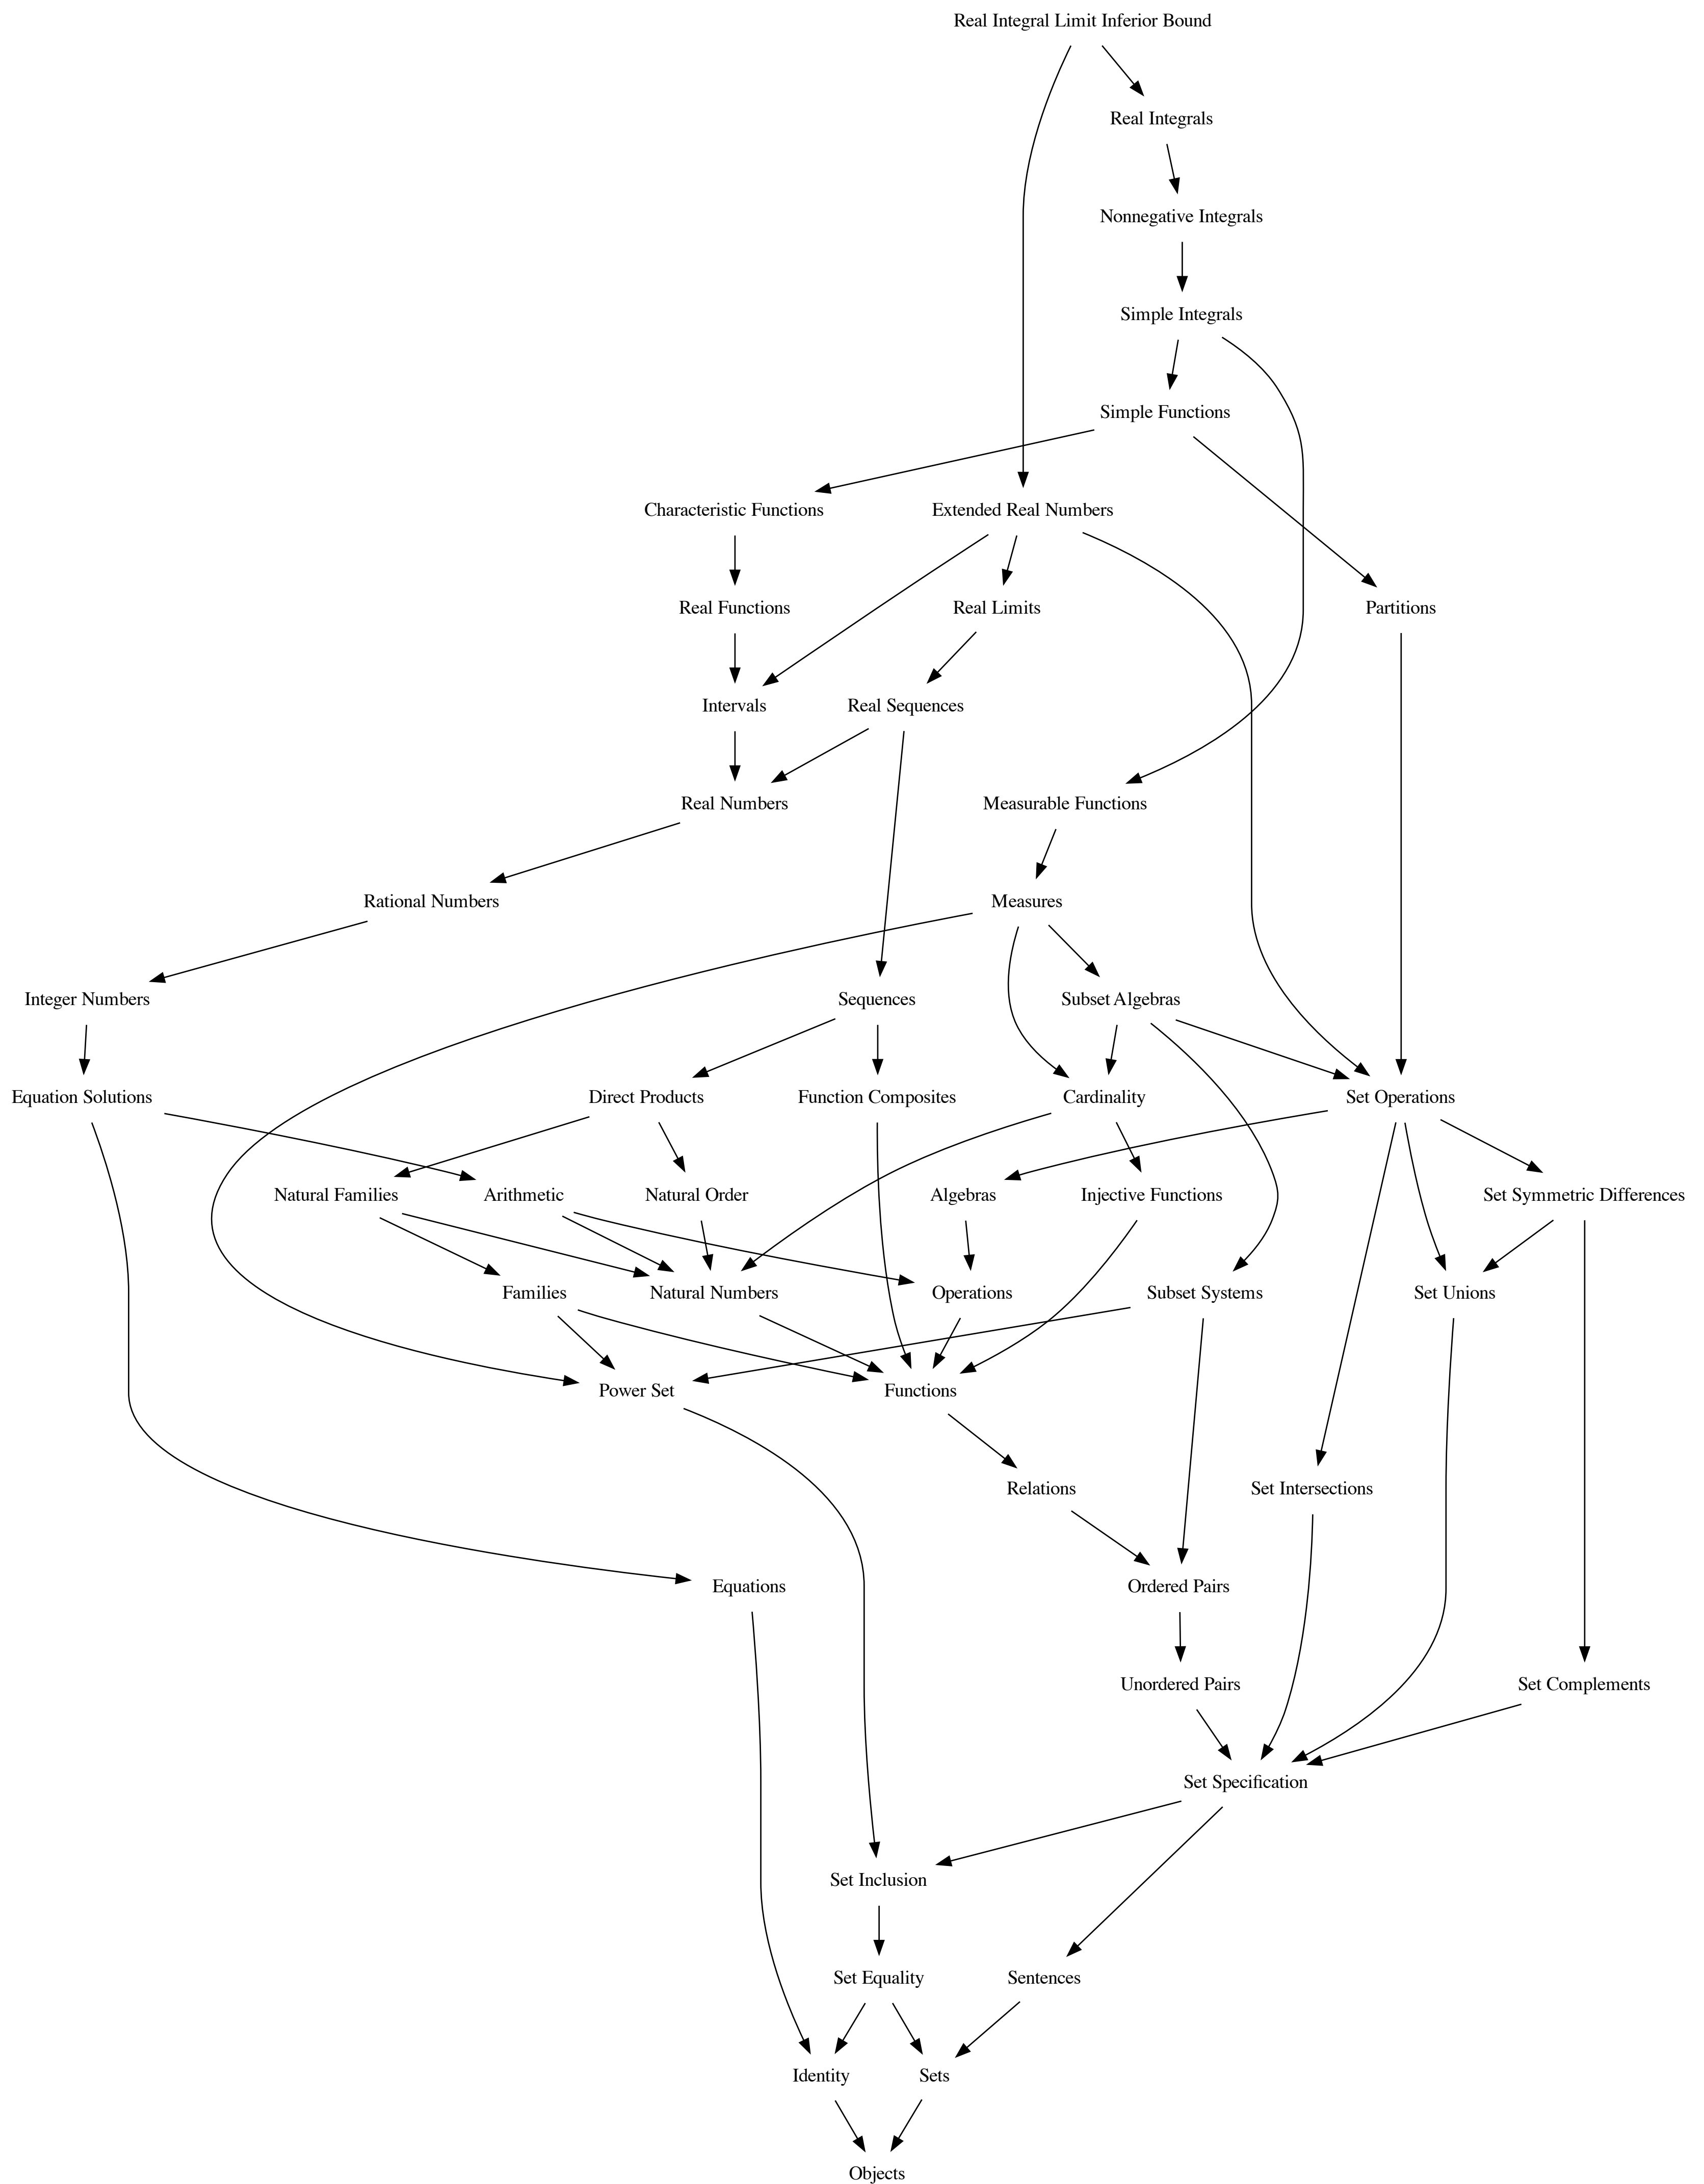 Real Integral Limit Inferior Bound
Real Integrals
Nonnegative Integrals
Simple Integrals
Simple Functions
Characteristic Functions
Extended Real Numbers
Real Functions
Real Limits
Partitions
Intervals
Real Sequences
Real Numbers
Measurable Functions
Rational Numbers
Measures
Integer Numbers
Sequences
Subset Algebras
Equation Solutions
Direct Products
Function Composites
Cardinality
Set Operations
Natural Families
Arithmetic
Natural Order
Algebras
Injective Functions
Set Symmetric Differences
Families
Natural Numbers
Operations
Subset Systems
Set Unions
Power Set
Functions
Relations
Set Intersections
Equations
Ordered Pairs
Unordered Pairs
Set Complements
Set Specification
Set Inclusion
Set Equality
Sentences
Identity
Sets
Objects